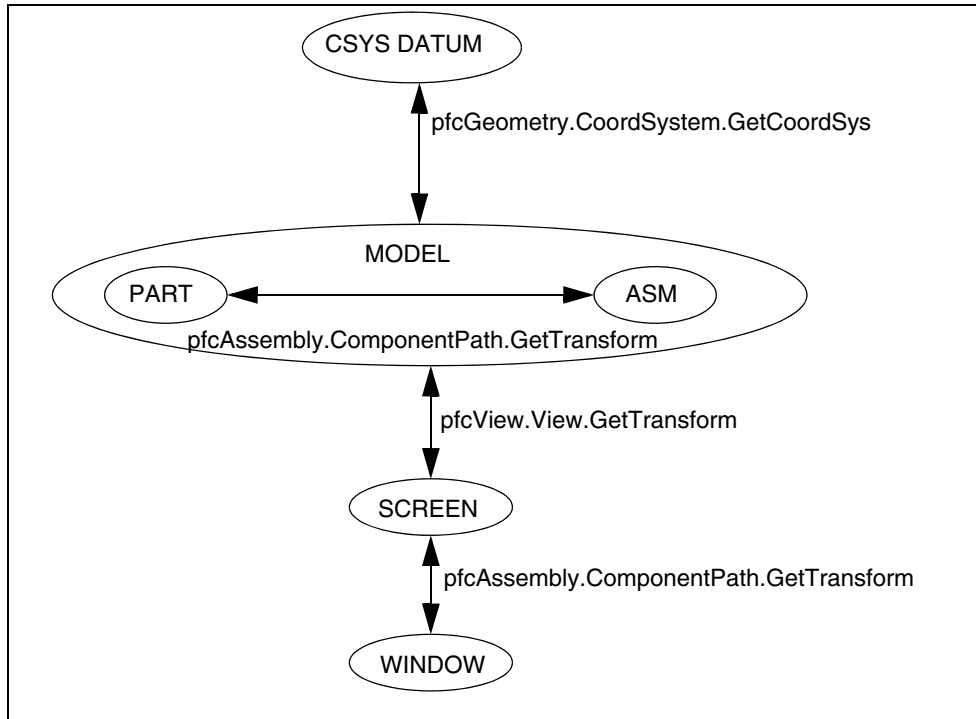 CSYS DATUM
pfcGeometry.CoordSystem.GetCoordSys
MODEL
PART
ASM
pfcAssembly.ComponentPath.GetTransform
pfcView.View.GetTransform
SCREEN
pfcAssembly.ComponentPath.GetTransform
WINDOW